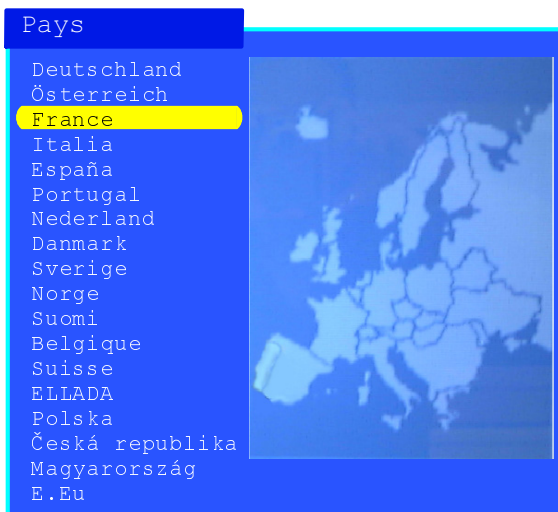 Pays
Deutschland
Österreich
France
Italia
España
Portugal
Nederland
Danmark
Sverige
Norge
Suomi
Belgique
Suisse
ELLADA
Polska
Česká republika
Magyarország
E.Eu